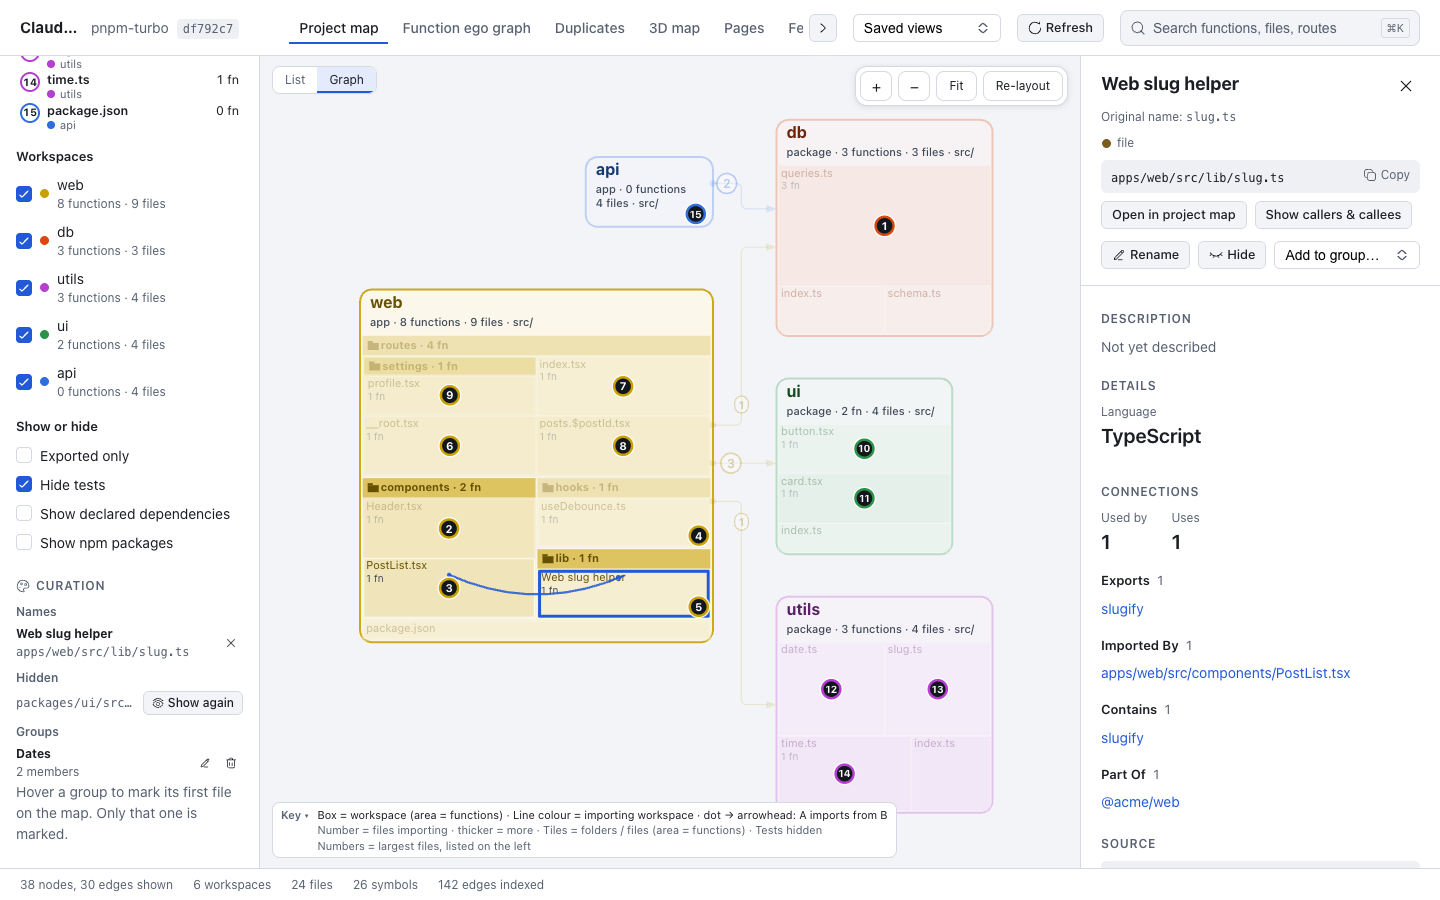 Claud...
pnpm-turbo
df792c7
Project map
Function ego graph
Duplicates
3D map
Pages
Fe
Saved views
Refresh
Search functions, files, routes
⌘K
utils
14 time.ts 1 fn
utils
15 package.json 0 fn
api
Workspaces
web
8 functions · 9 files
db
3 functions · 3 files
utils
3 functions · 4 files
ui
2 functions · 4 files
api
0 functions · 4 files
Show or hide
Exported only
Hide tests
Show declared dependencies
Show npm packages
CURATION
Names
Web slug helper
apps/web/src/lib/slug.ts
Hidden
packages/ui/src...
Show again
Groups
Dates
2 members
Hover a group to mark its first file
on the map. Only that one is
marked.
List
Graph
+
−
Fit
Re-layout
api
app · 0 functions
4 files · src/
15
2
db
package · 3 functions · 3 files · src/
queries.ts
3 fn
1
index.ts
schema.ts
web
app · 8 functions · 9 files · src/
routes · 4 fn
settings · 1 fn
profile.tsx
1 fn
9
index.tsx
1 fn
7
__root.tsx
1 fn
6
posts.$postId.tsx
1 fn
8
components · 2 fn
Header.tsx
1 fn
2
hooks · 1 fn
useDebounce.ts
1 fn
4
PostList.tsx
1 fn
3
lib · 1 fn
Web slug helper
1 fn
5
package.json
1
3
1
ui
package · 2 fn · 4 files · src/
button.tsx
1 fn
10
card.tsx
1 fn
11
index.ts
utils
package · 3 functions · 4 files · src/
date.ts
12
slug.ts
13
time.ts
1 fn
14
index.ts
Key
Box = workspace (area = functions) · Line colour = importing workspace · dot → arrowhead: A imports from B
Number = files importing · thicker = more · Tiles = folders / files (area = functions) · Tests hidden
Numbers = largest files, listed on the left
Web slug helper
Original name: slug.ts
file
apps/web/src/lib/slug.ts
Copy
Open in project map
Show callers & callees
Rename
Hide
Add to group...
DESCRIPTION
Not yet described
DETAILS
Language
TypeScript
CONNECTIONS
Used by
1
Uses
1
Exports 1
slugify
Imported By 1
apps/web/src/components/PostList.tsx
Contains 1
slugify
Part Of 1
@acme/web
SOURCE
38 nodes, 30 edges shown
6 workspaces
24 files
26 symbols
142 edges indexed